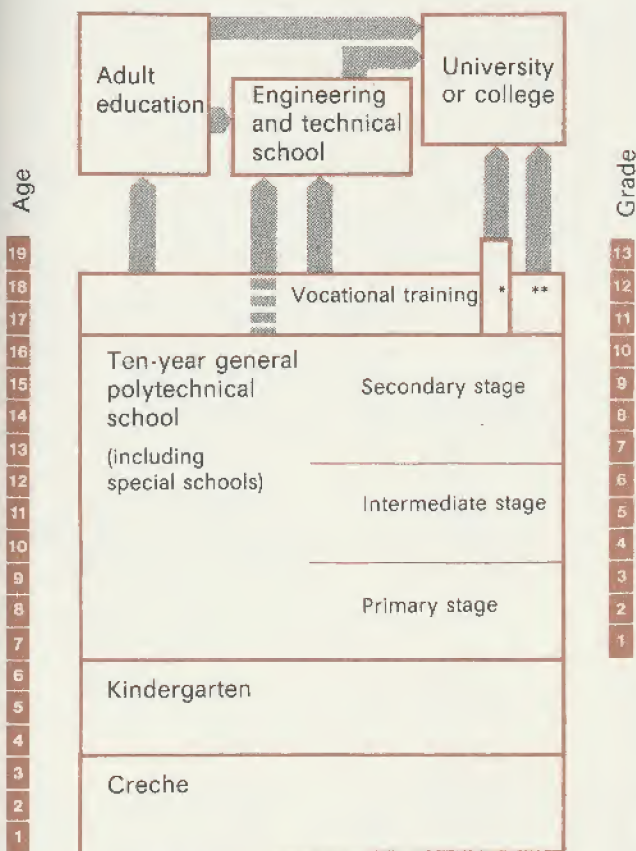 Adult
education
Engineering
and technical
school
University
or college
Age
19
18
17
16
15
14
13
12
11
10
9
8
7
6
5
4
3
2
1
Grade
13
12
11
10
9
8
7
6
5
4
3
2
1
Vocational training
*
**
Ten-year general
polytechnical
school
(including
special schools)
Secondary stage
Intermediate stage
Primary stage
Kindergarten
Creche